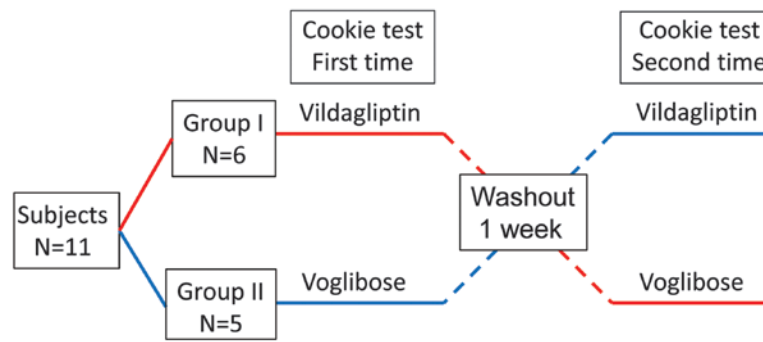 Cookie test
First time
Cookie test
Second time
Vildagliptin
Vildagliptin
Group I
N=6
Subjects
N=11
Washout
1 week
Group II
N=5
Voglibose
Voglibose